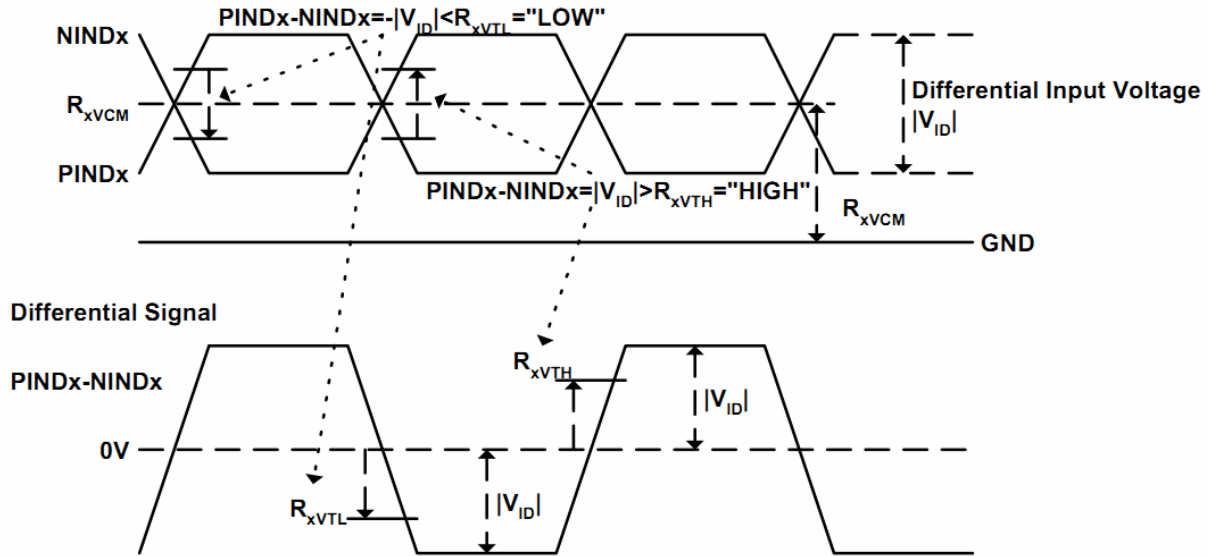 PINDx-NINDx=-|VID|<RxVTL="LOW"
NINDx
RxVCM
Differential Input Voltage
|VID|
PINDx
PINDx-NINDx=|VID|>RxVTH="HIGH"
RxVCM
GND
Differential Signal
RxVTH
PINDx-NINDx
|VID|
0V
RxVTL
|VID|